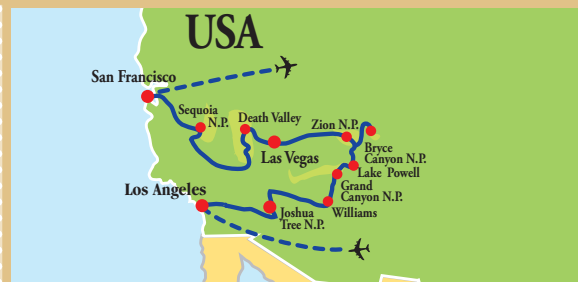 USA
San Francisco
Sequoia
N.P.
Death Valley
Zion N.P.
Las Vegas
Bryce
Canyon N.P.
Lake Powell
Grand
Canyon N.P.
Los Angeles
Joshua
Tree N.P.
Williams